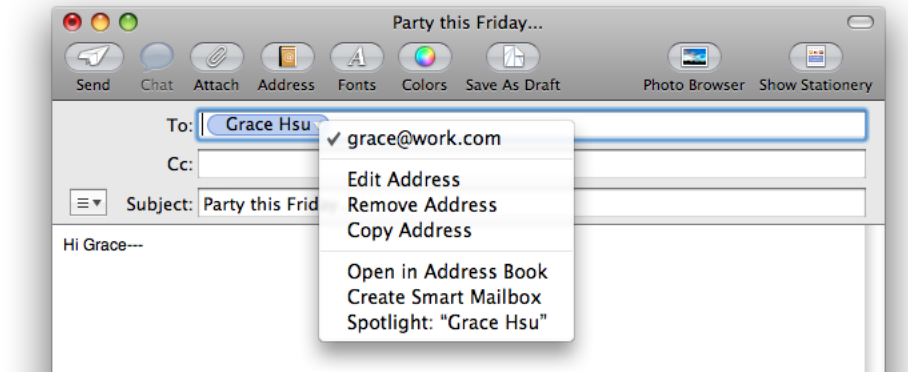 Party this Friday...
Send Chat Attach Address Fonts Colors Save As Draft Photo Browser Show Stationery
To: Grace Hsu
✓ grace@work.com
Cc:
Edit Address
Subject: Party this Frid
Remove Address
Copy Address
Hi Grace---
Open in Address Book
Create Smart Mailbox
Spotlight: “Grace Hsu”